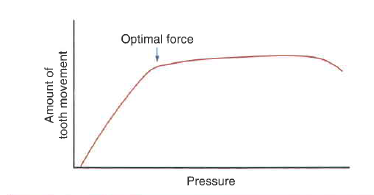 Optimal force
Amount of
tooth movement
Pressure